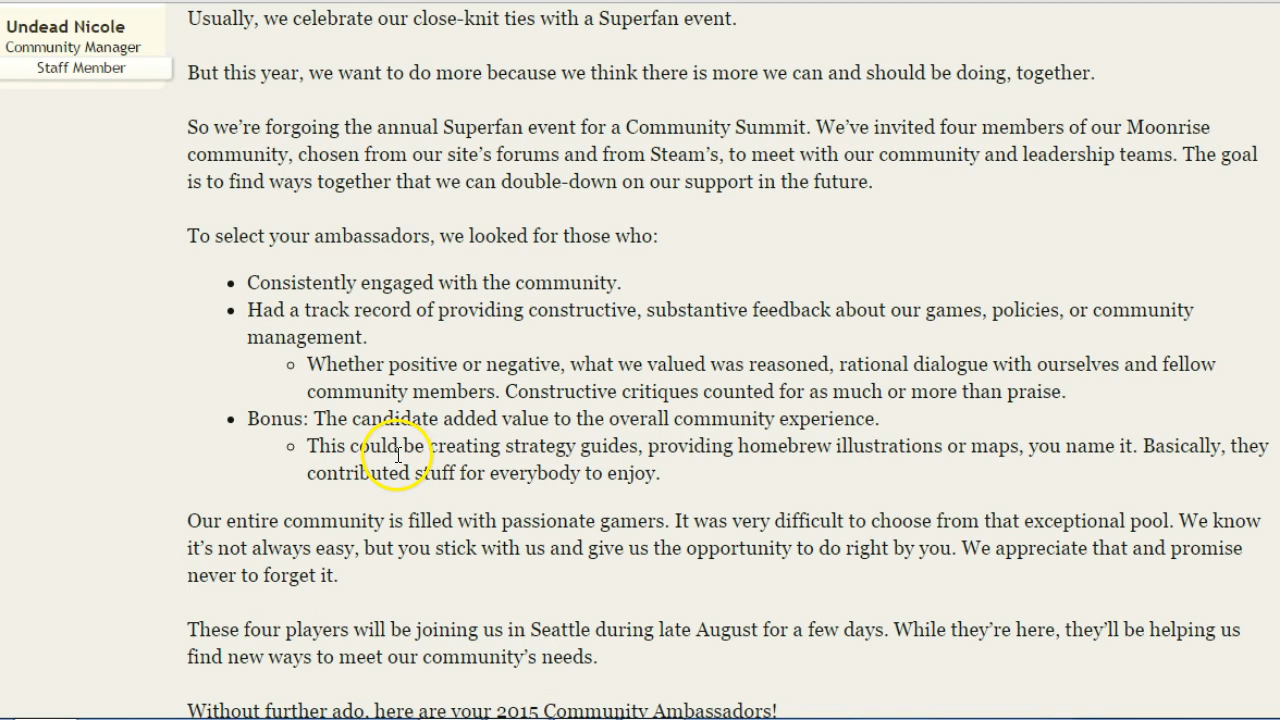 Undead Nicole
Community Manager
Staff Member
Usually, we celebrate our close-knit ties with a Superfan event.
But this year, we want to do more because we think there is more we can and should be doing, together.
So we’re forgoing the annual Superfan event for a Community Summit. We’ve invited four members of our Moonrise
community, chosen from our site’s forums and from Steam’s, to meet with our community and leadership teams. The goal
is to find ways together that we can double-down on our support in the future.
To select your ambassadors, we looked for those who:
• Consistently engaged with the community.
• Had a track record of providing constructive, substantive feedback about our games, policies, or community
management.
○ Whether positive or negative, what we valued was reasoned, rational dialogue with ourselves and fellow
community members. Constructive critiques counted for as much or more than praise.
• Bonus: The candidate added value to the overall community experience.
○ This could be creating strategy guides, providing homebrew illustrations or maps, you name it. Basically, they
contributed stuff for everybody to enjoy.
Our entire community is filled with passionate gamers. It was very difficult to choose from that exceptional pool. We know
it’s not always easy, but you stick with us and give us the opportunity to do right by you. We appreciate that and promise
never to forget it.
These four players will be joining us in Seattle during late August for a few days. While they’re here, they’ll be helping us
find new ways to meet our community’s needs.
Without further ado, here are your 2015 Community Ambassadors!